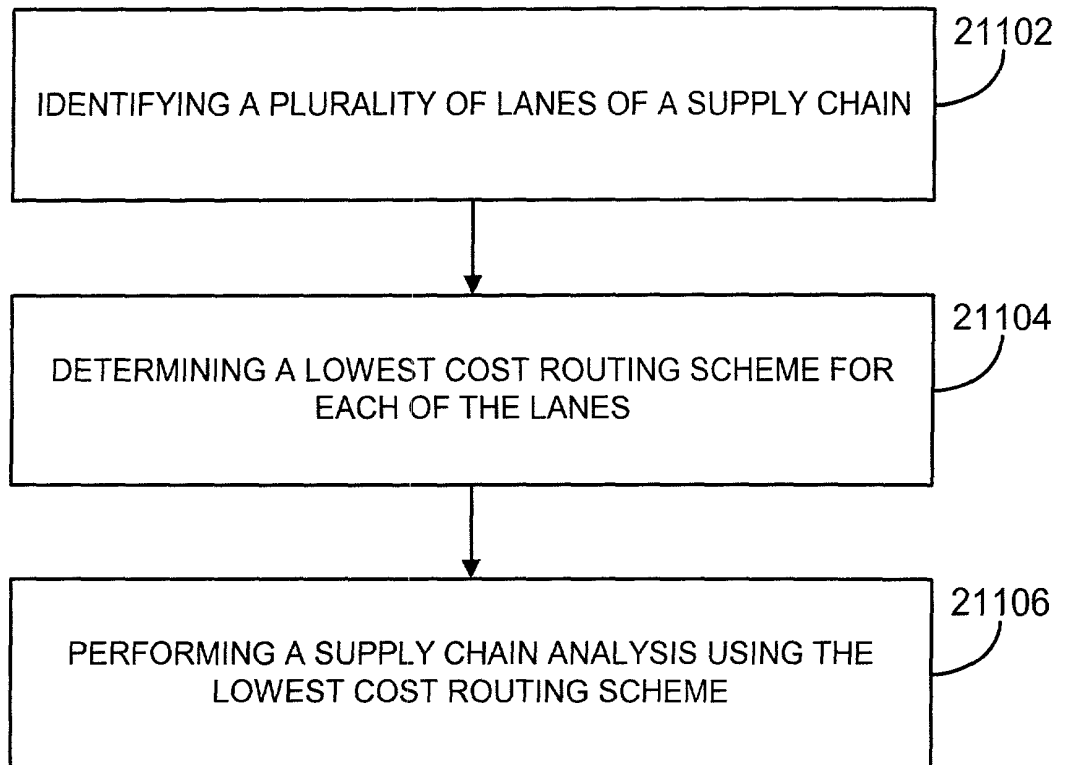 21102
IDENTIFYING A PLURALITY OF LANES OF A SUPPLY CHAIN
21104
DETERMINING A LOWEST COST ROUTING SCHEME FOR
EACH OF THE LANES
21106
PERFORMING A SUPPLY CHAIN ANALYSIS USING THE
LOWEST COST ROUTING SCHEME